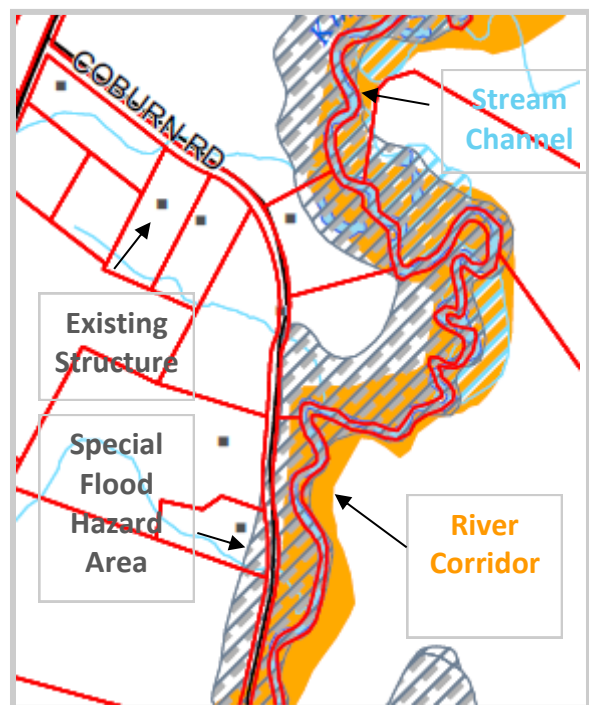 COBURN RD
Stream
Channel
Existing
Structure
Special
Flood
Hazard
Area
River
Corridor